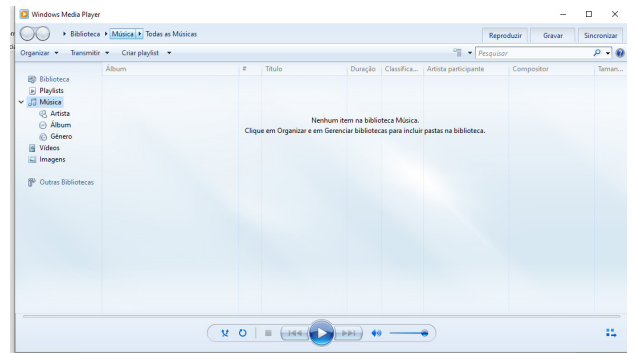 Windows Media Player
Biblioteca Música Todas as Músicas
Reproduzir Gravar Sincronizar
Organizar Transmitir Criar playlist Pesquisar
Álbum # Título Duração Classifica... Artista participante Compositor Taman...
Biblioteca
Playlists
Música
Artista
Álbum
Gênero
Vídeos
Imagens
Outras Bibliotecas
Nenhum item na biblioteca Música.
Clique em Organizar e em Gerenciar bibliotecas para incluir pastas na biblioteca.